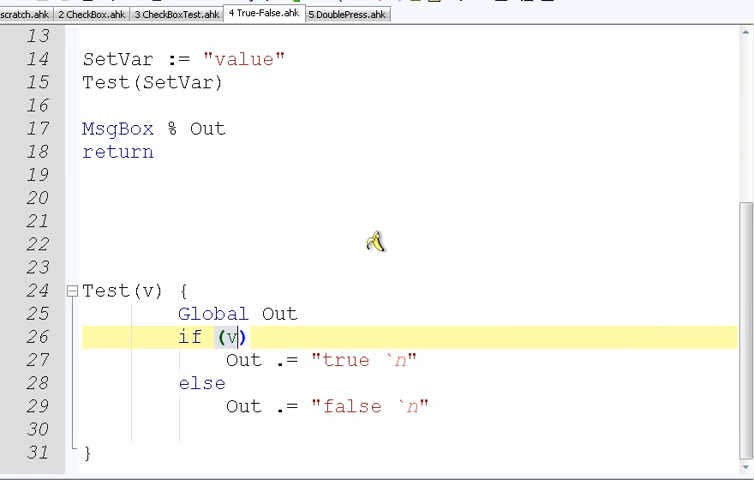 scratch.ahk 2 CheckBox.ahk 3 CheckBoxTest.ahk 4 True-False.ahk 5 DoublePress.ahk
13
14 SetVar := "value"
15 Test(SetVar)
16
17 MsgBox % Out
18 return
19
20
21
22
23
24 Test(v) {
25 Global Out
26 if (v)
27 Out .= "true `n"
28 else
29 Out .= "false `n"
30
31 }